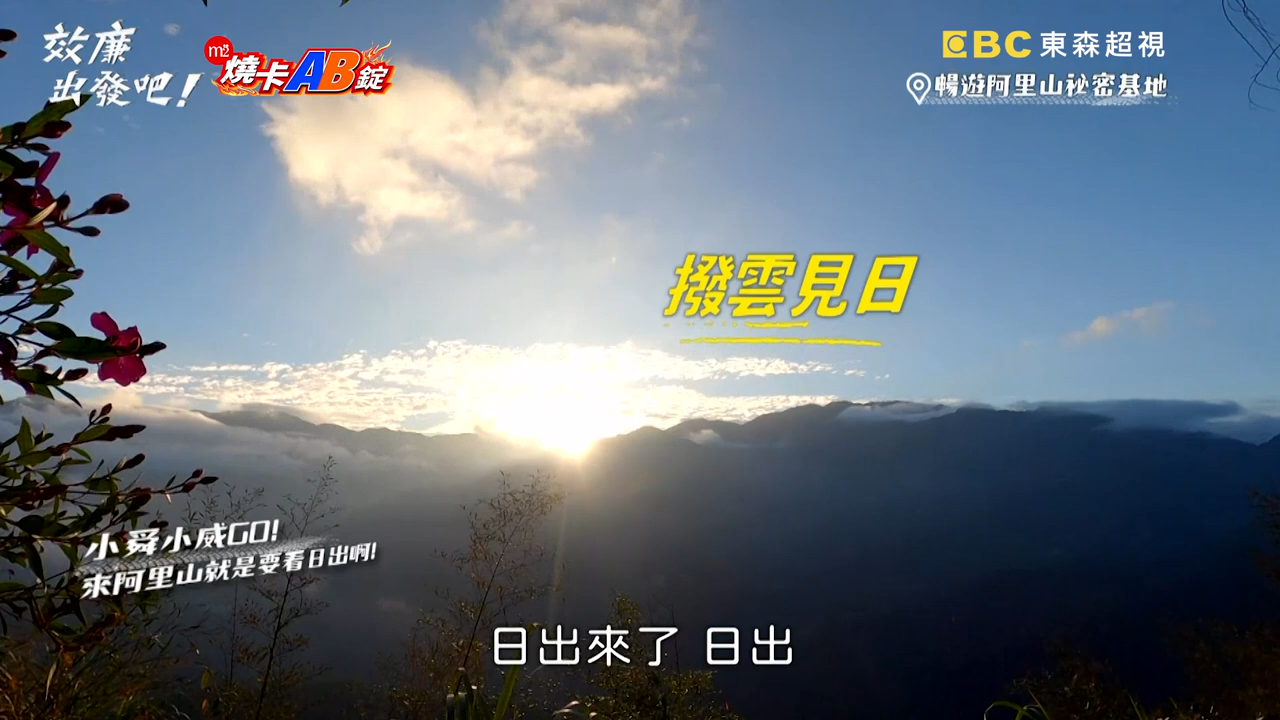 效廉
出發吧!
m2
燒卡AB錠
EBC 東森超視
暢遊阿里山祕密基地
撥雲見日
小舜小威GO!
來阿里山就是要看日出啊!
日出來了 日出